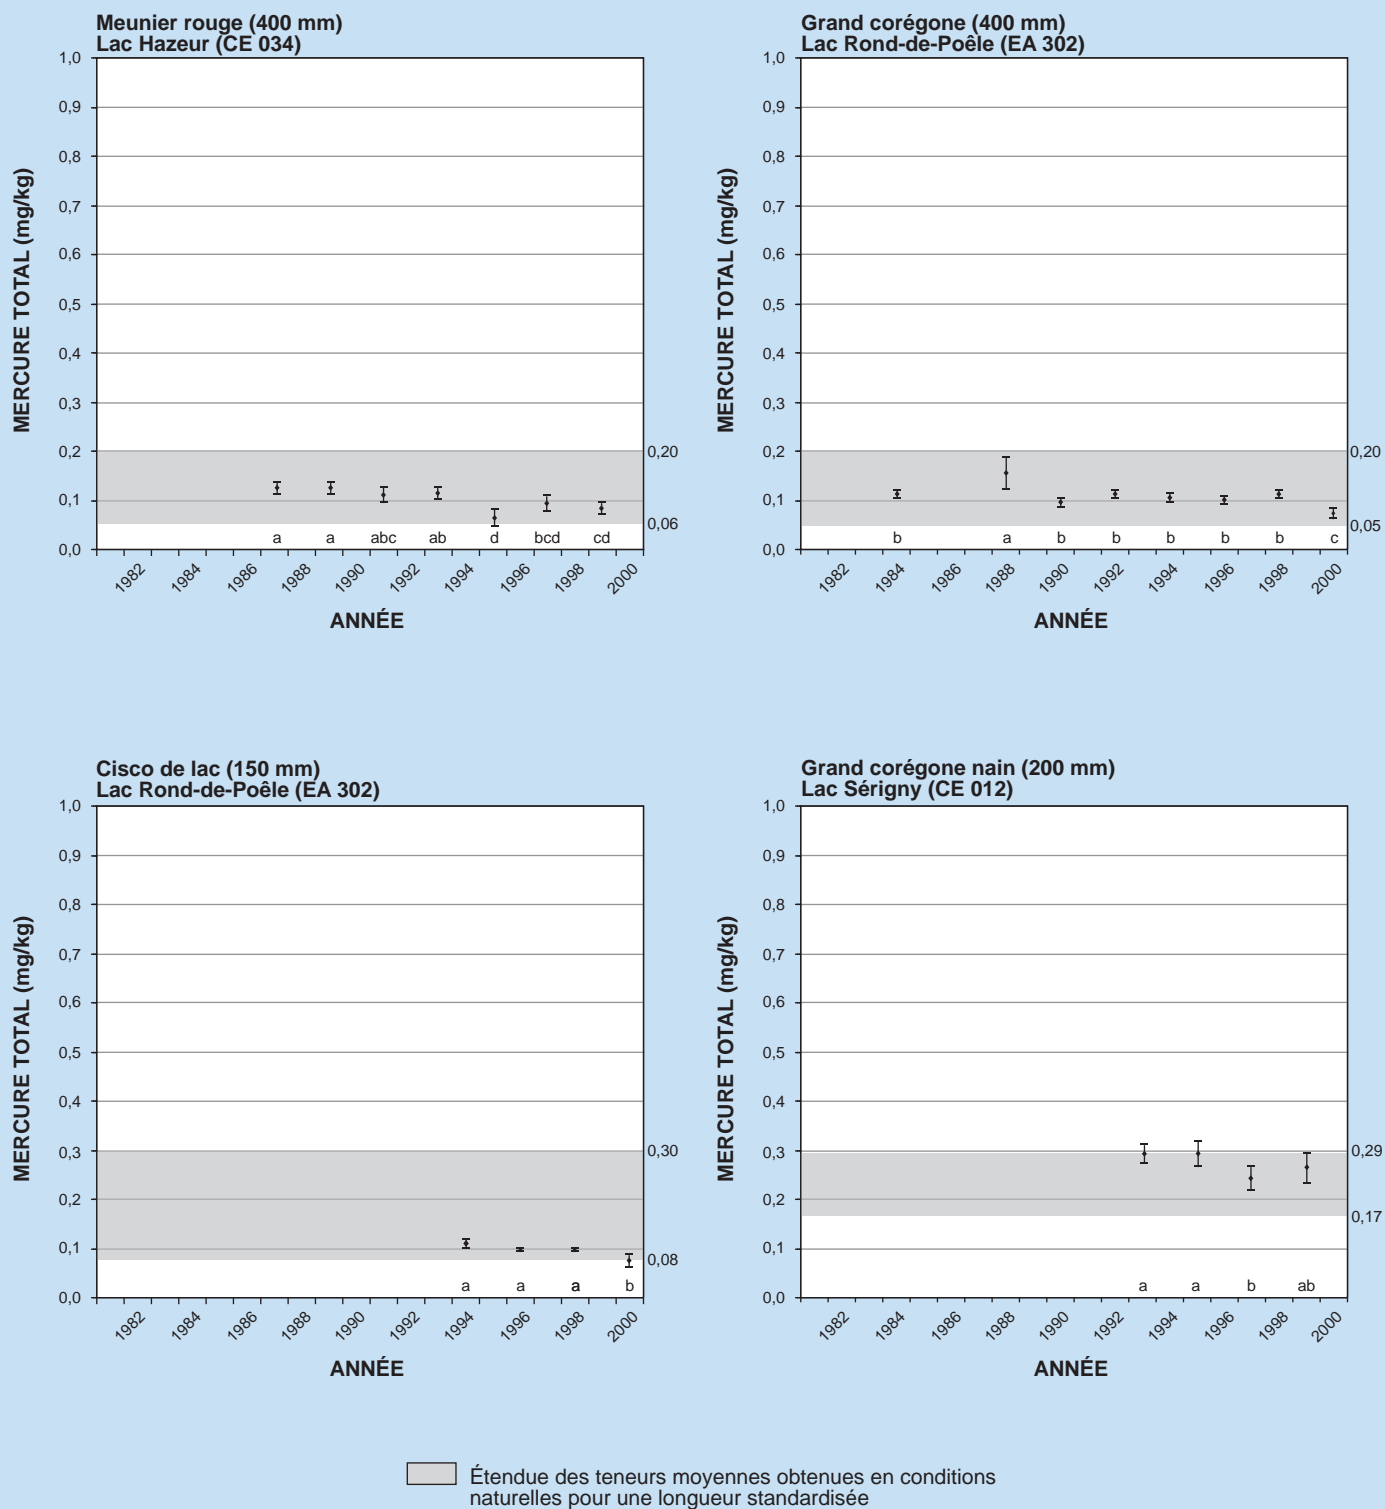 Meunier rouge (400 mm)
Lac Hazeur (CE 034)
MERCURE TOTAL (mg/kg)
1,0
0,9
0,8
0,7
0,6
0,5
0,4
0,3
0,2
0,1
0,0
0,20
0,06
a a abc ab d bcd cd
1982 1984 1986 1988 1990 1992 1994 1996 1998 2000
ANNÉE
Grand corégone (400 mm)
Lac Rond-de-Poêle (EA 302)
MERCURE TOTAL (mg/kg)
1,0
0,9
0,8
0,7
0,6
0,5
0,4
0,3
0,2
0,1
0,0
0,20
0,05
b a b b b b b c
1982 1984 1986 1988 1990 1992 1994 1996 1998 2000
ANNÉE
Cisco de lac (150 mm)
Lac Rond-de-Poêle (EA 302)
MERCURE TOTAL (mg/kg)
1,0
0,9
0,8
0,7
0,6
0,5
0,4
0,3
0,2
0,1
0,0
0,30
0,08
a a a b
1982 1984 1986 1988 1990 1992 1994 1996 1998 2000
ANNÉE
Grand corégone nain (200 mm)
Lac Sérigny (CE 012)
MERCURE TOTAL (mg/kg)
1,0
0,9
0,8
0,7
0,6
0,5
0,4
0,3
0,2
0,1
0,0
0,29
0,17
a a b ab
1982 1984 1986 1988 1990 1992 1994 1996 1998 2000
ANNÉE
Étendue des teneurs moyennes obtenues en conditions
naturelles pour une longueur standardisée